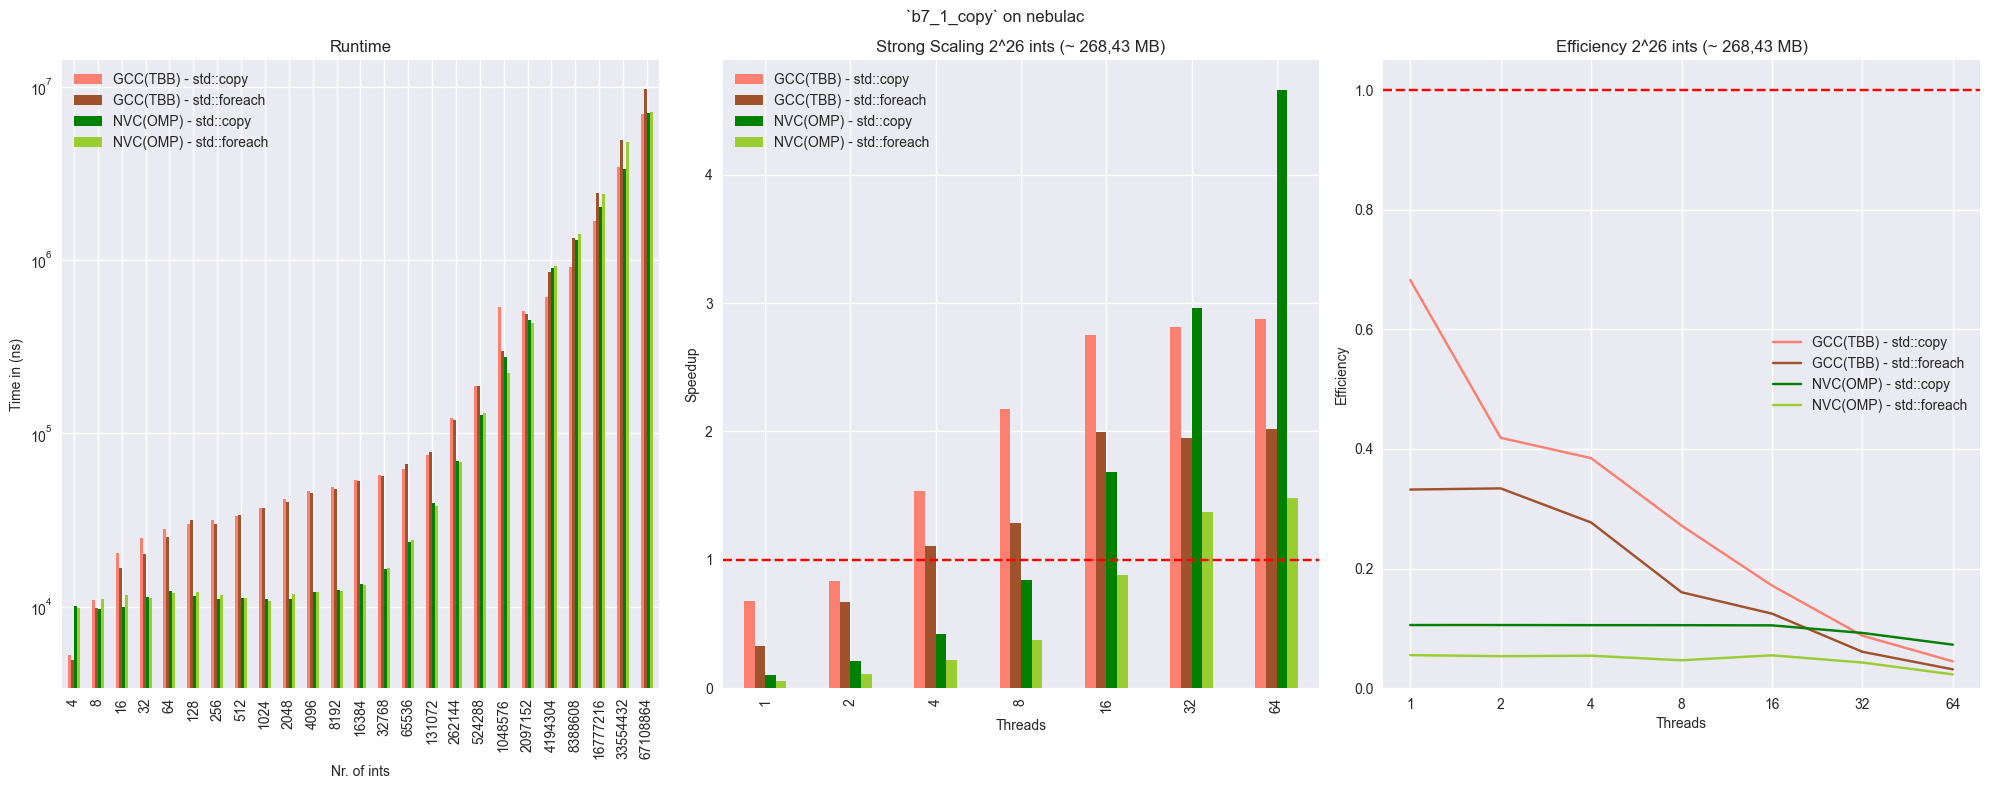 `b7_1_copy` on nebulac
Runtime
GCC(TBB) - std::copy
GCC(TBB) - std::foreach
NVC(OMP) - std::copy
NVC(OMP) - std::foreach
Time in (ns)
10^7
10^6
10^5
10^4
4 8 16 32 64 128 256 512 1024 2048 4096 8192 16384 32768 65536 131072 262144 524288 1048576 2097152 4194304 8388608 16777216 33554432 67108864
Nr. of ints
Strong Scaling 2^26 ints (~ 268,43 MB)
GCC(TBB) - std::copy
GCC(TBB) - std::foreach
NVC(OMP) - std::copy
NVC(OMP) - std::foreach
Speedup
4
3
2
1
0
1 2 4 8 16 32 64
Threads
Efficiency 2^26 ints (~ 268,43 MB)
Efficiency
1.0
0.8
0.6
0.4
0.2
0.0
GCC(TBB) - std::copy
GCC(TBB) - std::foreach
NVC(OMP) - std::copy
NVC(OMP) - std::foreach
1 2 4 8 16 32 64
Threads